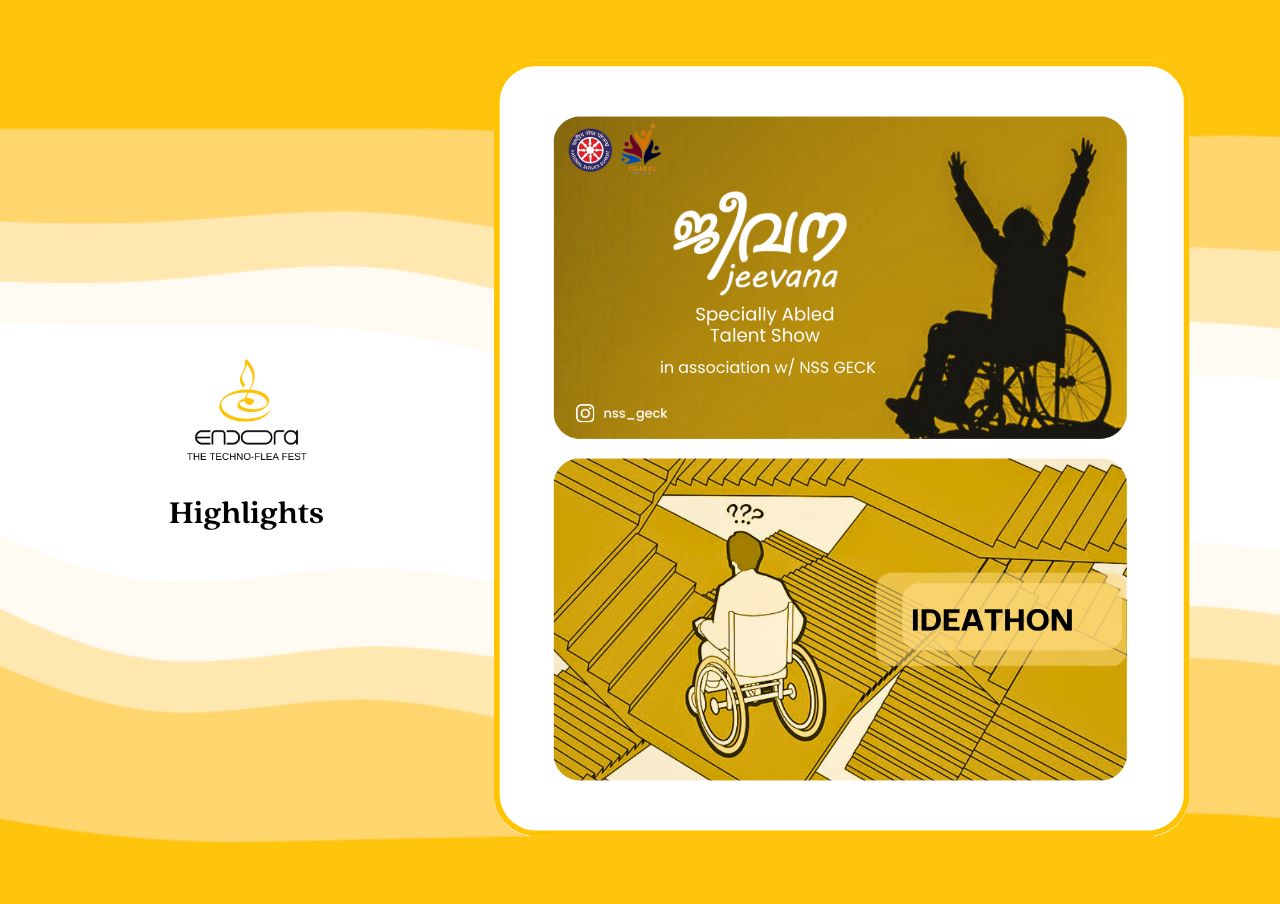 ENDORA
THE TECHNO-FLEA FEST
Highlights
ജീവന
jeevana
Specially Abled
Talent Show
in association w/ NSS GECK
nss_geck
???
IDEATHON